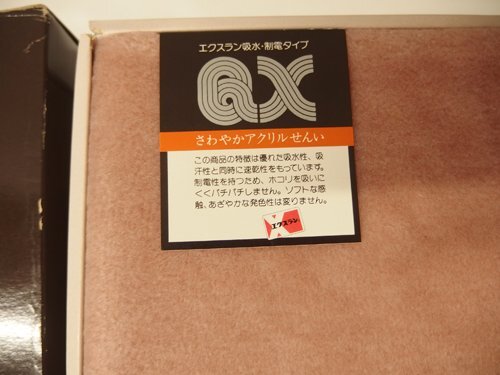 エクスラン吸水・制電タイプ
QX
さわやかアクリルせんい
この商品の特徴は優れた吸水性、吸
汗性と同時に速乾性をもっています。
制電性を持つため、ホコリを吸いに
くくパチパチしません。ソフトな感
触、あざやかな発色性は変りません。
エクスラン